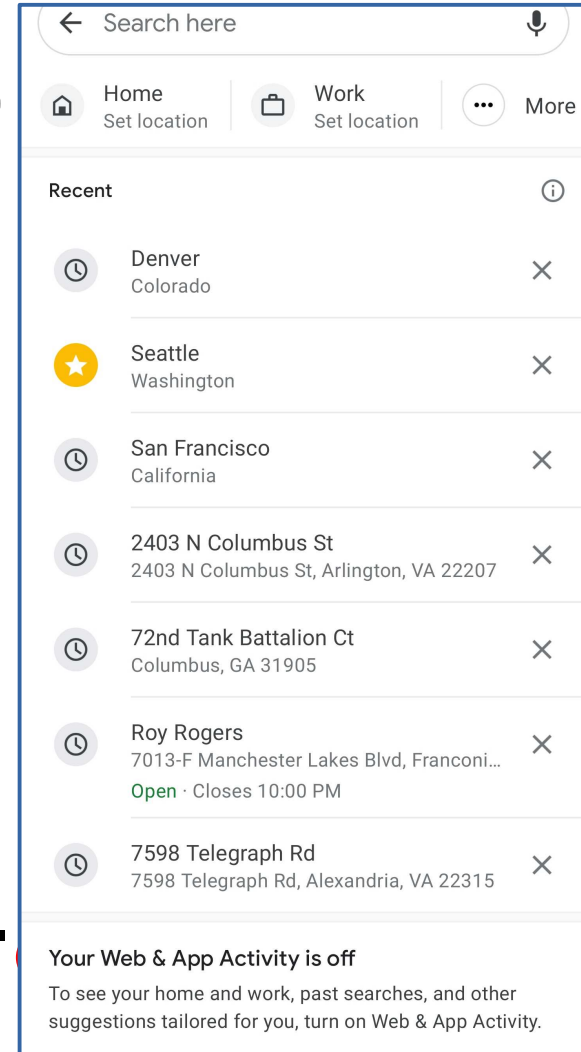 Search here
Home
Set location
Work
Set location
More
Recent
Denver
Colorado
Seattle
Washington
San Francisco
California
2403 N Columbus St
2403 N Columbus St, Arlington, VA 22207
72nd Tank Battalion Ct
Columbus, GA 31905
Roy Rogers
7013-F Manchester Lakes Blvd, Franconi...
Open · Closes 10:00 PM
7598 Telegraph Rd
7598 Telegraph Rd, Alexandria, VA 22315
Your Web & App Activity is off
To see your home and work, past searches, and other
suggestions tailored for you, turn on Web & App Activity.